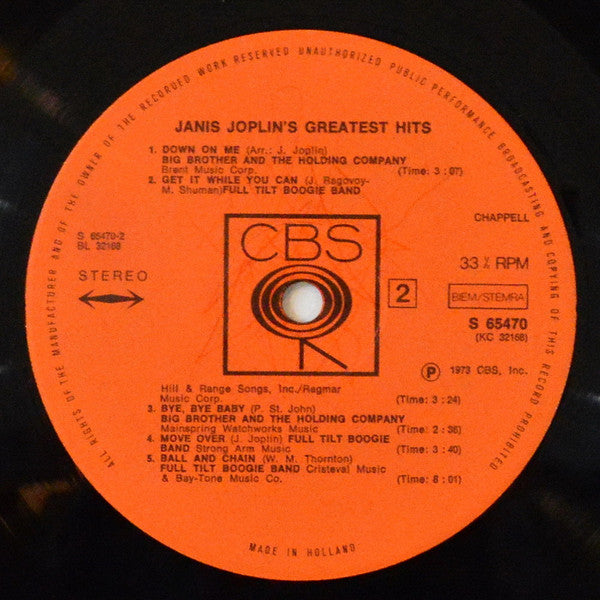 ALL RIGHTS OF THE MANUFACTURER AND OF THE OWNER OF THE RECORDED WORK RESERVED UNAUTHORIZED PUBLIC PERFORMANCE BROADCASTING AND COPYING OF THIS RECORD PROHIBITED
JANIS JOPLIN'S GREATEST HITS
1. DOWN ON ME (Arr.: J. Joplin)
BIG BROTHER AND THE HOLDING COMPANY
Brent Music Corp. (Time: 3:07)
2. GET IT WHILE YOU CAN (J. Ragovoy-
M. Shuman)FULL TILT BOOGIE BAND
CHAPPELL
S 65470-2
BL 32168
STEREO
CBS
2
33⅓ RPM
BIEM/STEMRA
S 65470
(KC 32168)
℗ 1973 CBS, Inc.
Hill & Range Songs, Inc./Ragmar
Music Corp. (Time: 3:24)
3. BYE, BYE BABY (P. St. John)
BIG BROTHER AND THE HOLDING COMPANY
Mainspring Watchworks Music (Time: 2:36)
4. MOVE OVER (J. Joplin) FULL TILT BOOGIE
BAND Strong Arm Music (Time: 3:40)
5. BALL AND CHAIN (W. M. Thornton)
FULL TILT BOOGIE BAND Cristeval Music
& Bay-Tone Music Co. (Time: 8:01)
MADE IN HOLLAND